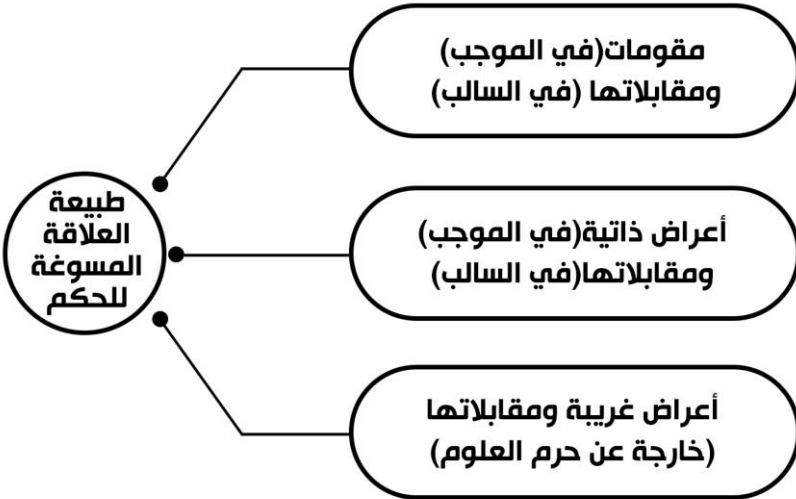 طبيعة
العلاقة
المسوغة
للحكم
مقومات(في الموجب)
ومقابلاتها (في السالب)
أعراض ذاتية(في الموجب)
ومقابلاتها(في السالب)
أعراض غريبة ومقابلاتها
(خارجة عن حرم العلوم)